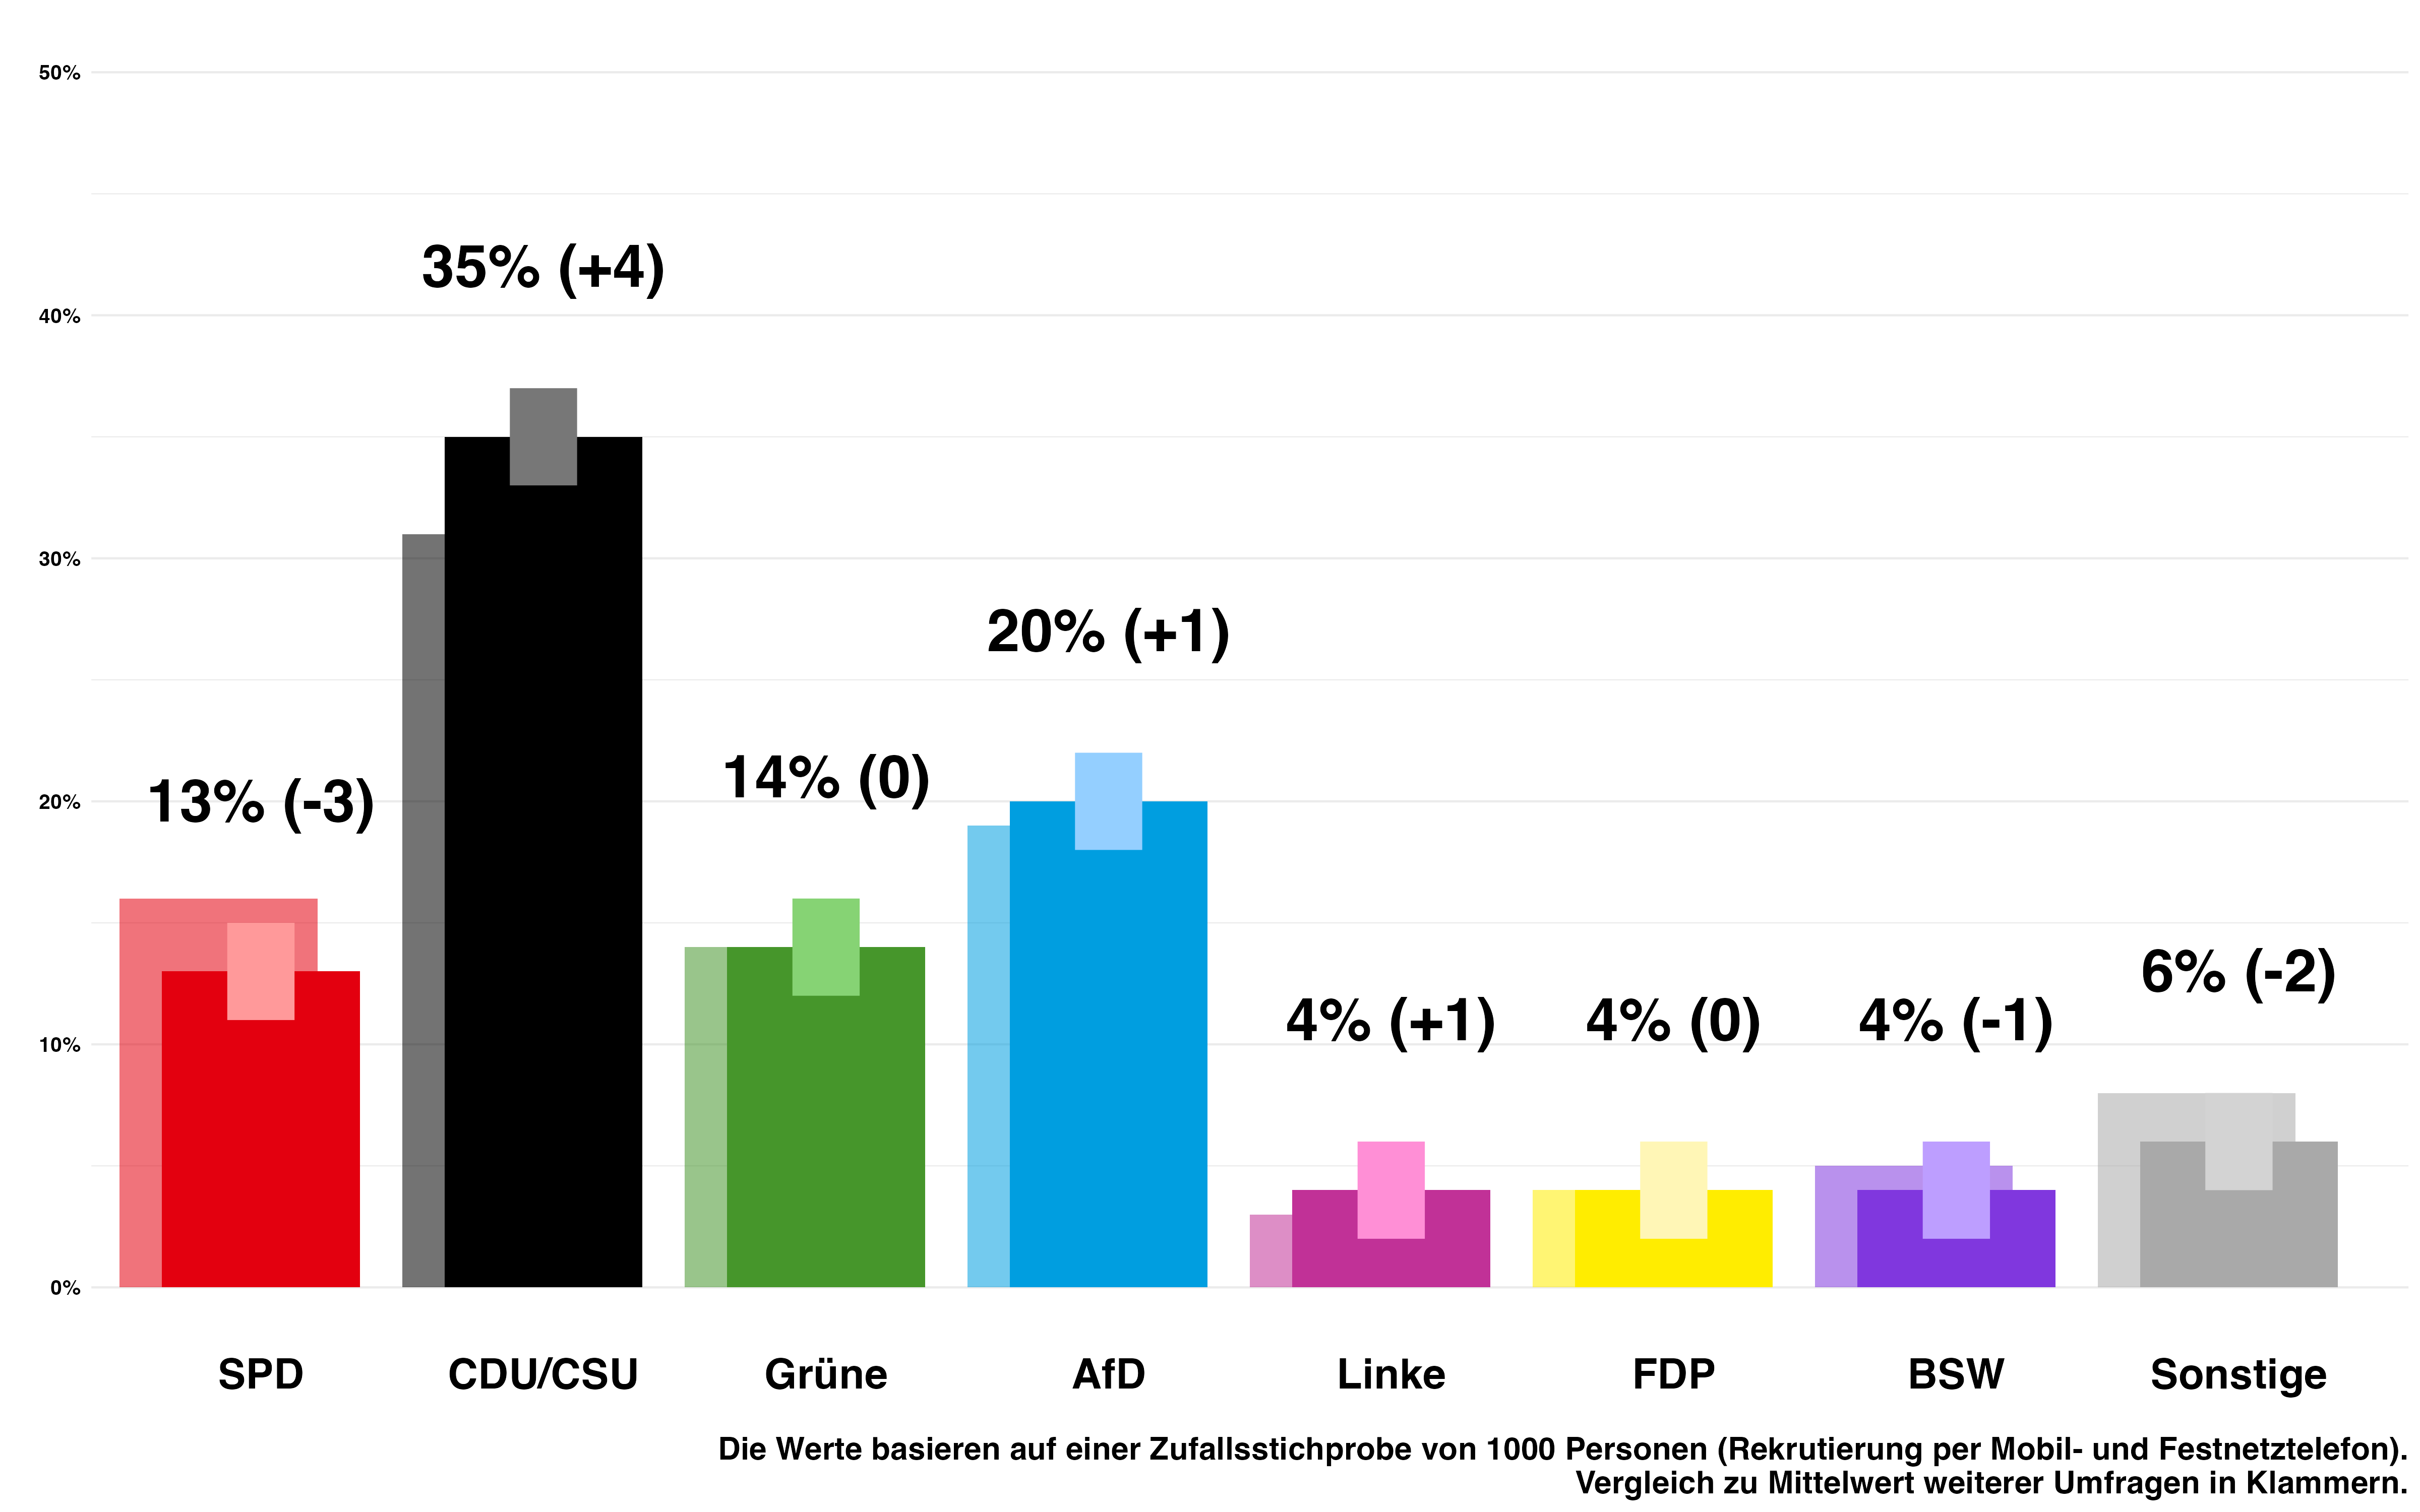 50%
40%
30%
20%
10%
0%
13% (-3)
35% (+4)
14% (0)
20% (+1)
4% (+1)
4% (0)
4% (-1)
6% (-2)
SPD
CDU/CSU
Grüne
AfD
Linke
FDP
BSW
Sonstige
Die Werte basieren auf einer Zufallsstichprobe von 1000 Personen (Rekrutierung per Mobil- und Festnetztelefon).
Vergleich zu Mittelwert weiterer Umfragen in Klammern.